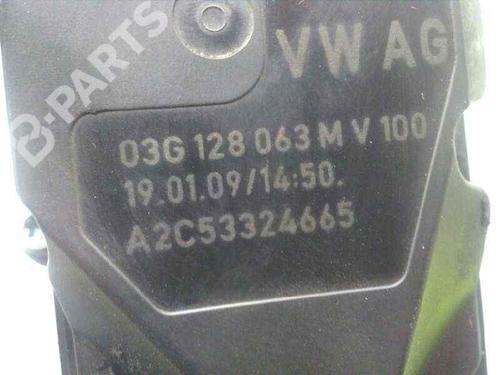 B-PARTS
VW AG
03G 128 063 M V 100
19.01.09/14:50.
A2C53324665